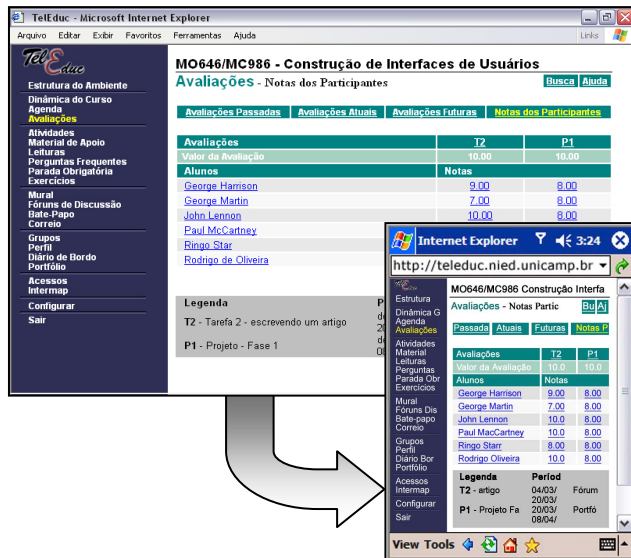 TelEduc - Microsoft Internet Explorer
Arquivo Editar Exibir Favoritos Ferramentas Ajuda Links
TelEduc
Estrutura do Ambiente
Dinâmica do Curso
Agenda
Avaliações
Atividades
Material de Apoio
Leituras
Perguntas Frequentes
Parada Obrigatória
Exercícios
Mural
Fóruns de Discussão
Bate-Papo
Correio
Grupos
Perfil
Diário de Bordo
Portfólio
Acessos
Intermap
Configurar
Sair
MO646/MC986 - Construção de Interfaces de Usuários
Avaliações - Notas dos Participantes Busca Ajuda
Avaliações Passadas Avaliações Atuais Avaliações Futuras Notas dos Participantes
Avaliações T2 P1
Valor da Avaliação 10.00 10.00
Alunos Notas
George Harrison 9.00 8.00
George Martin 7.00 8.00
John Lennon 10.00 8.00
Paul McCartney
Ringo Star
Rodrigo de Oliveira
Legenda P
T2 - Tarefa 2 - escrevendo um artigo
P1 - Projeto - Fase 1
Internet Explorer 3:24
http://teleduc.nied.unicamp.br
Estrutura
Dinâmica G
Agenda
Avaliações
Atividades
Material
Leituras
Perguntas
Parada Obr
Exercícios
Mural
Fóruns Dis
Bate-papo
Correio
Grupos
Perfil
Diário Bor
Portfólio
Acessos
Intermap
Configurar
Sair
MO646/MC986 Construção Interfa
Avaliações - Notas Partic Bu Aj
Passada Atuais Futuras Notas P
Avaliações T2 P1
Valor da Avaliação 10.0 10.0
Alunos Notas
George Harrison 9.00 8.00
George Martin 7.00 8.00
John Lennon 10.0 8.00
Paul MacCartney 10.0 8.00
Ringo Starr 8.00 8.00
Rodrigo Oliveira 10.0 8.00
Legenda Period
T2 - artigo 04/03/ Fórum
20/03/
P1 - Projeto Fa 20/03/ Portfó
08/04/
View Tools